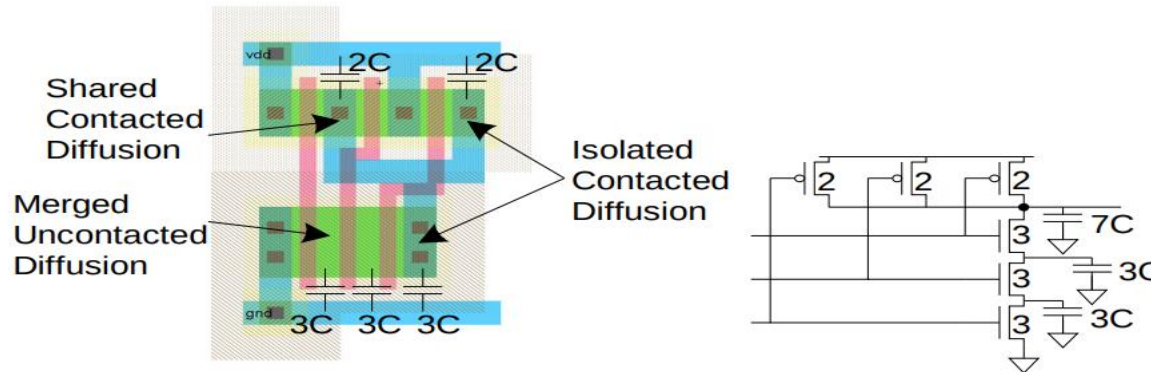 vdd
2C
2C
Shared
Contacted
Diffusion
Merged
Uncontacted
Diffusion
gnd
3C
3C
3C
Isolated
Contacted
Diffusion
2
2
2
7C
3
3C
3
3C
3